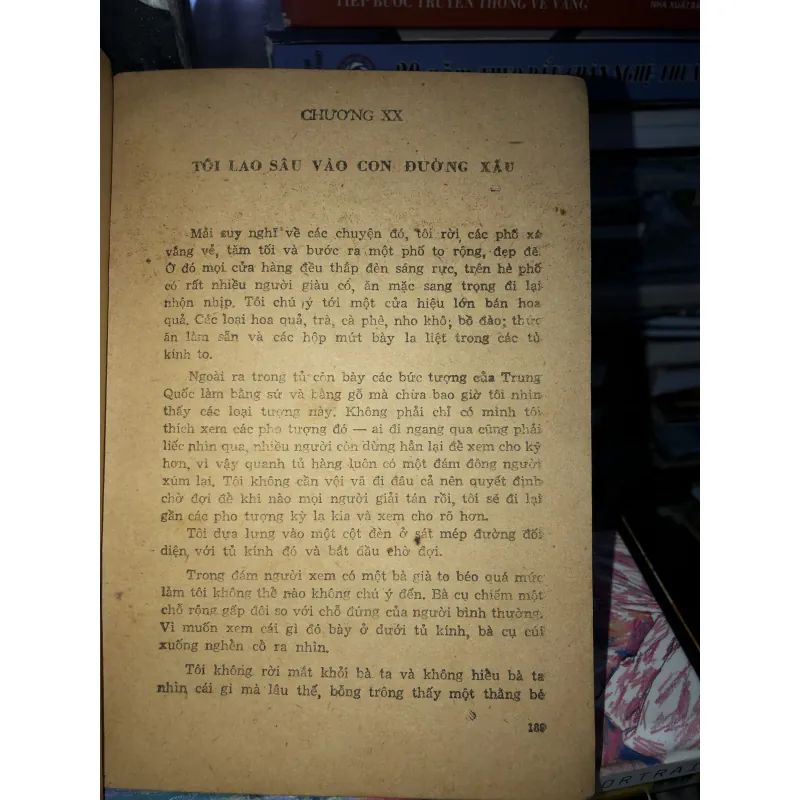 TIẾP BƯỚC TRUYỀN THỐNG VẺ VANG
NHÀ XUẤT BẢ
CHƯƠNG XX
TÔI LAO SÂU VÀO CON ĐƯỜNG XẤU
Mải suy nghĩ về các chuyện đó, tôi rời các phố xá
vắng vẻ, tăm tối và bước ra một phố to rộng, đẹp đẽ.
Ở đó mọi cửa hàng đều thắp đèn sáng rực, trên hè phố
có rất nhiều người giàu có, ăn mặc sang trọng đi lại
nhộn nhịp. Tôi chú ý tới một cửa hiệu lớn bán hoa
quả. Các loại hoa quả, trà, cà phê, nho khô; bồ đào; thức
ăn làm sẵn và các hộp mứt bày la liệt trong các tủ
kính to.
Ngoài ra trong tủ còn bày các bức tượng của Trung
Quốc làm bằng sứ và bằng gỗ mà chưa bao giờ tôi nhìn
thấy các loại tượng này. Không phải chỉ có mình tôi
thích xem các pho tượng đó — ai đi ngang qua cũng phải
liếc nhìn qua, nhiều người còn dừng hẳn lại để xem cho kỹ
hơn, vì vậy quanh tủ hàng luôn có một đám đông người
xúm lại. Tôi không cần vội vã đi đâu cả nên quyết định
chờ đợi để khi nào mọi người giải tán rồi, tôi sẽ đi lại
gần các pho tượng kỳ lạ kia và xem cho rõ hơn.
Tôi dựa lưng vào một cột đèn ở sát mép đường đối
diện, với tủ kính đó và bắt đầu chờ đợi.
Trong đám người xem có một bà già to béo quá mức
làm tôi không thể nào không chú ý đến. Bà cụ chiếm một
chỗ rộng gấp đôi so với chỗ đứng của người bình thường.
Vì muốn xem cái gì đó bày ở dưới tủ kính, bà cụ cúi
xuống nghển cổ ra nhìn.
Tôi không rời mắt khỏi bà ta và không hiểu bà ta
nhìn cái gì mà lâu thế, bỗng trông thấy một thằng bé
189
ORTRAI